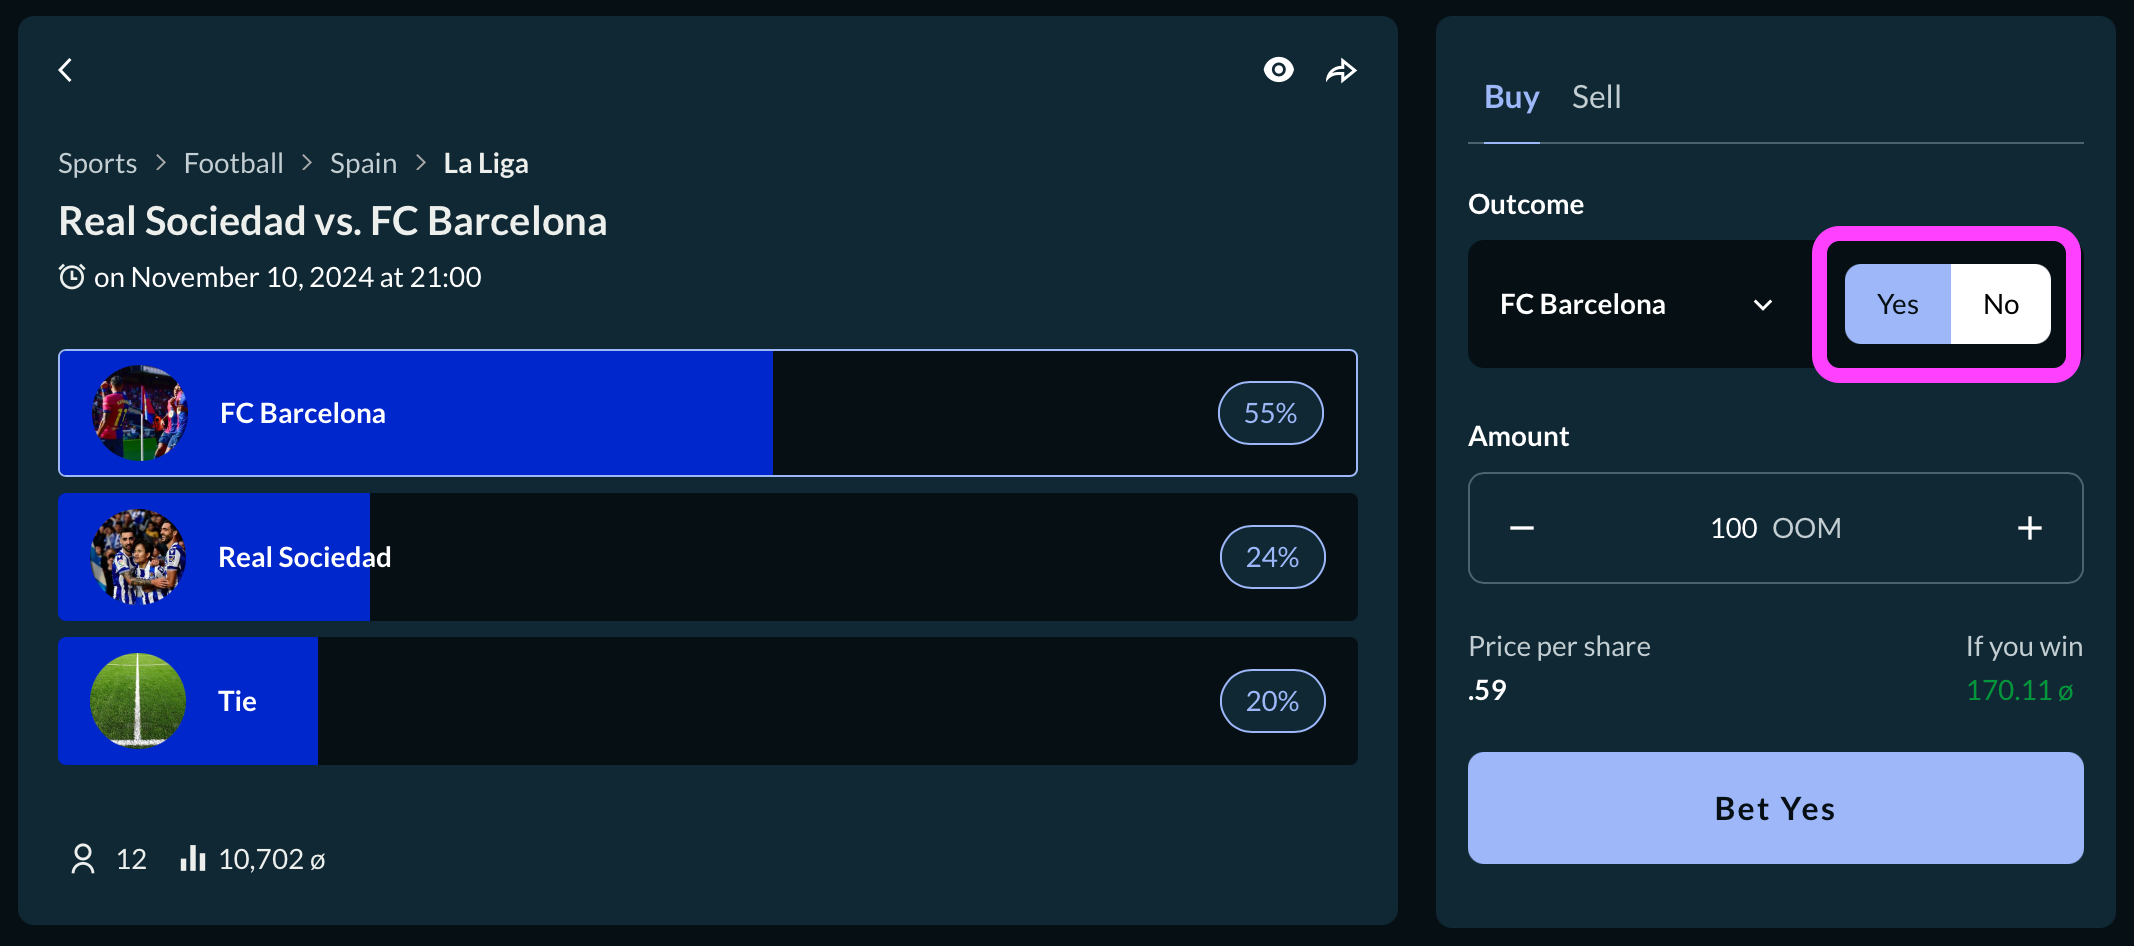 Sports > Football > Spain > La Liga
Real Sociedad vs. FC Barcelona
on November 10, 2024 at 21:00
FC Barcelona 55%
Real Sociedad 24%
Tie 20%
12 10,702 ø
Buy Sell
Outcome
FC Barcelona Yes No
Amount
− 100 OOM +
Price per share If you win
.59 170.11 ø
Bet Yes